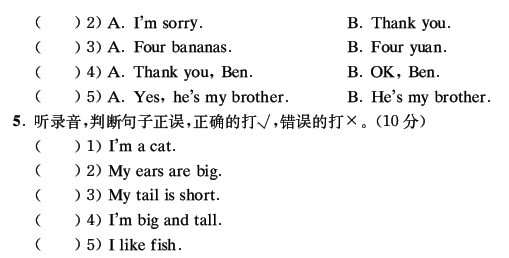 (    ) 2) A. I'm sorry.    B. Thank you.
(    ) 3) A. Four bananas.    B. Four yuan.
(    ) 4) A. Thank you, Ben.    B. OK, Ben.
(    ) 5) A. Yes, he's my brother.    B. He's my brother.
5. 听录音,判断句子正误,正确的打√,错误的打×。(10 分)
(    ) 1) I'm a cat.
(    ) 2) My ears are big.
(    ) 3) My tail is short.
(    ) 4) I'm big and tall.
(    ) 5) I like fish.